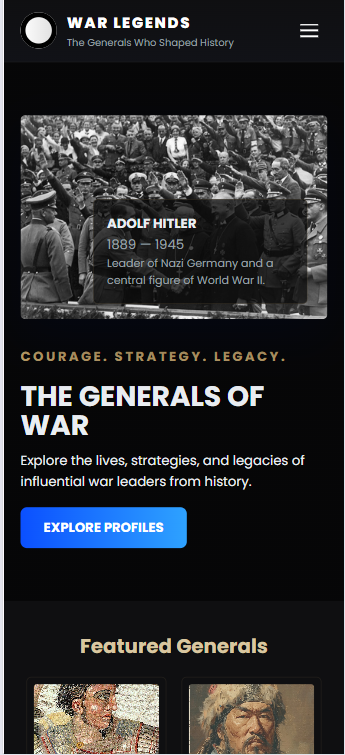 WAR LEGENDS
The Generals Who Shaped History
ADOLF HITLER
1889 — 1945
Leader of Nazi Germany and a
central figure of World War II.
COURAGE. STRATEGY. LEGACY.
THE GENERALS OF
WAR
Explore the lives, strategies, and legacies of
influential war leaders from history.
EXPLORE PROFILES
Featured Generals